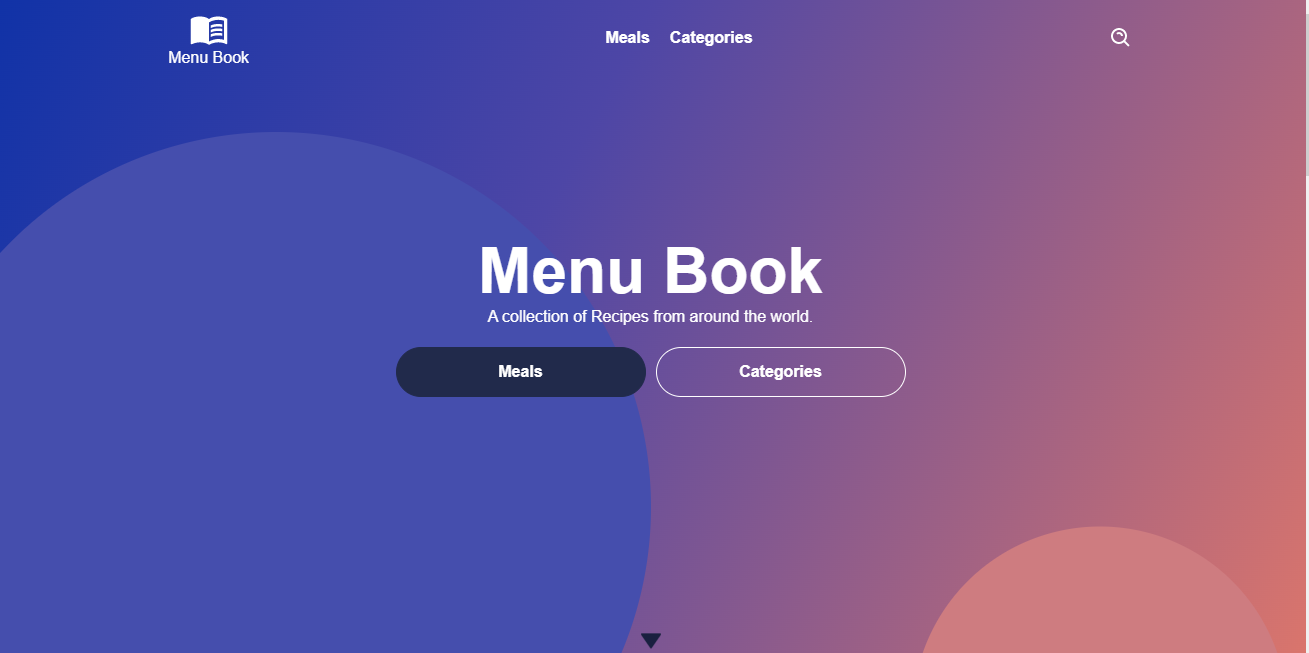 Menu Book
Meals Categories
Menu Book
A collection of Recipes from around the world.
Meals Categories